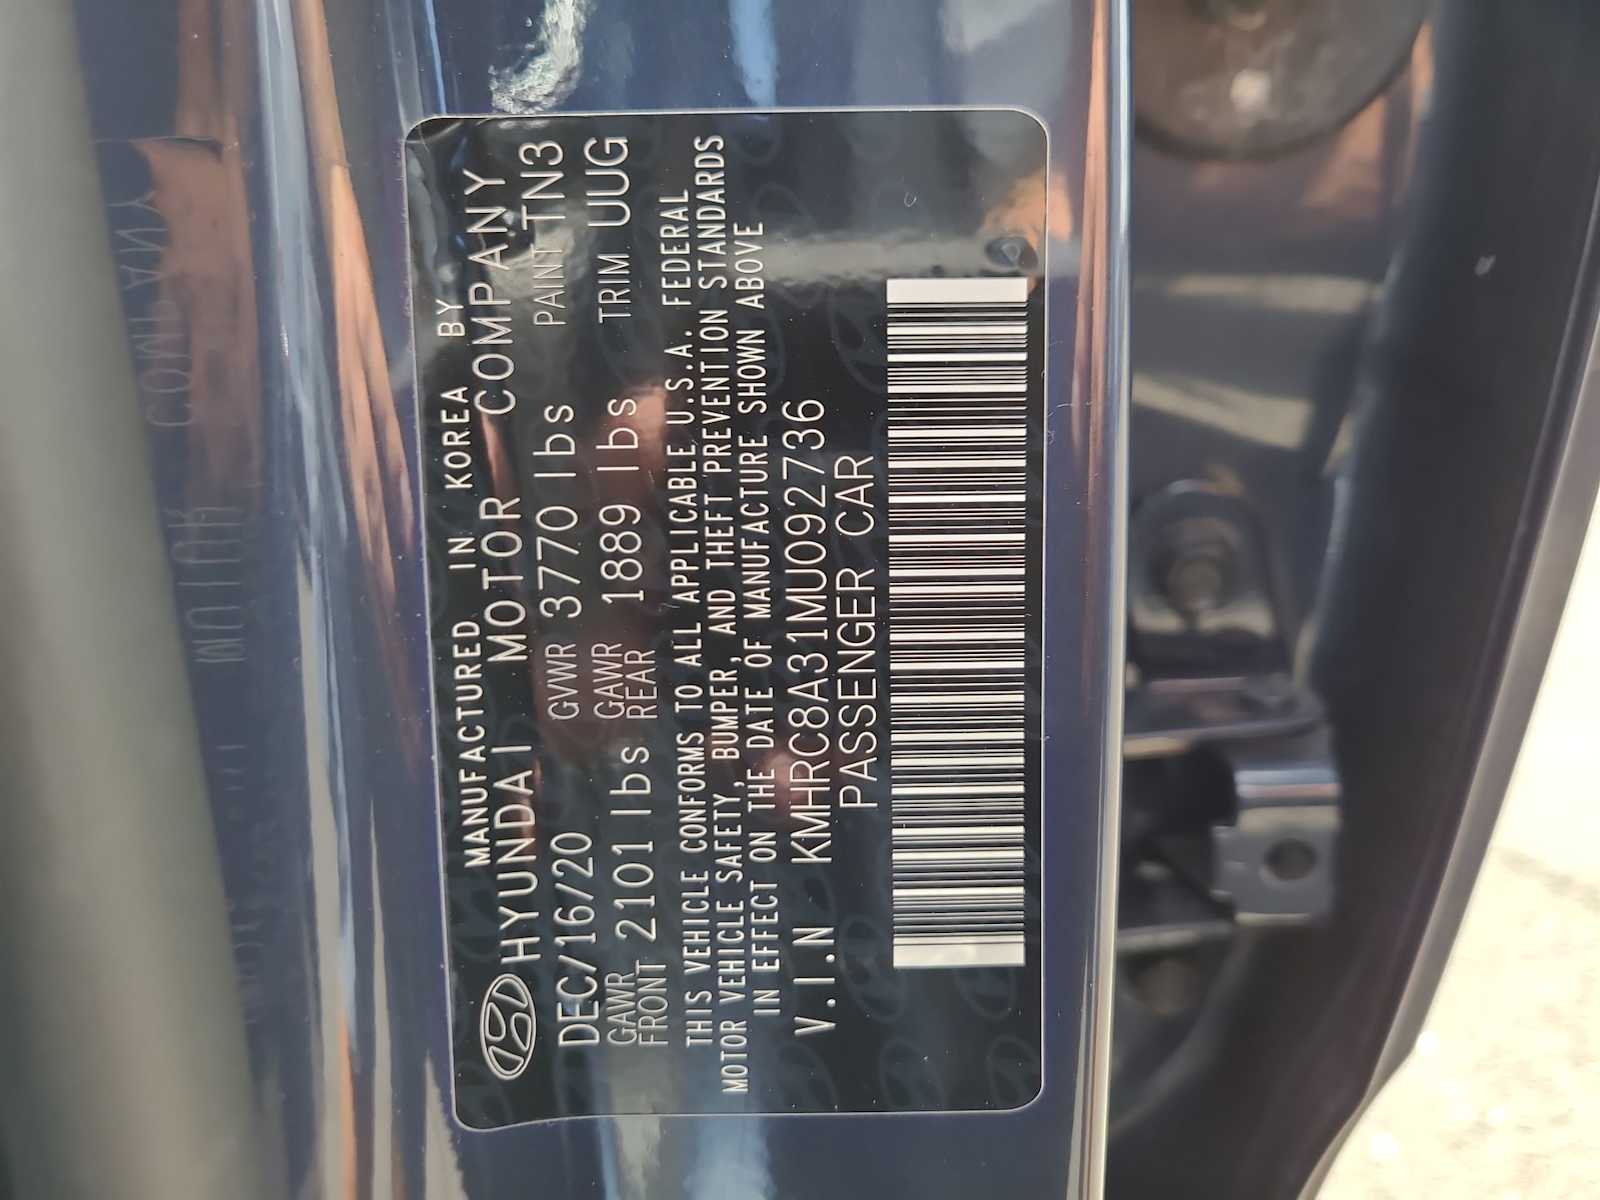 MANUFACTURED IN KOREA BY
HYUNDAI MOTOR COMPANY
DEC/16/20 GVWR 3770 lbs PAINT TN3
GAWR FRONT 2101 lbs GAWR REAR 1889 lbs TRIM UUG
THIS VEHICLE CONFORMS TO ALL APPLICABLE U.S.A. FEDERAL
MOTOR VEHICLE SAFETY, BUMPER, AND THEFT PREVENTION STANDARDS
IN EFFECT ON THE DATE OF MANUFACTURE SHOWN ABOVE
V.I.N KMHRC8A31MU092736
PASSENGER CAR